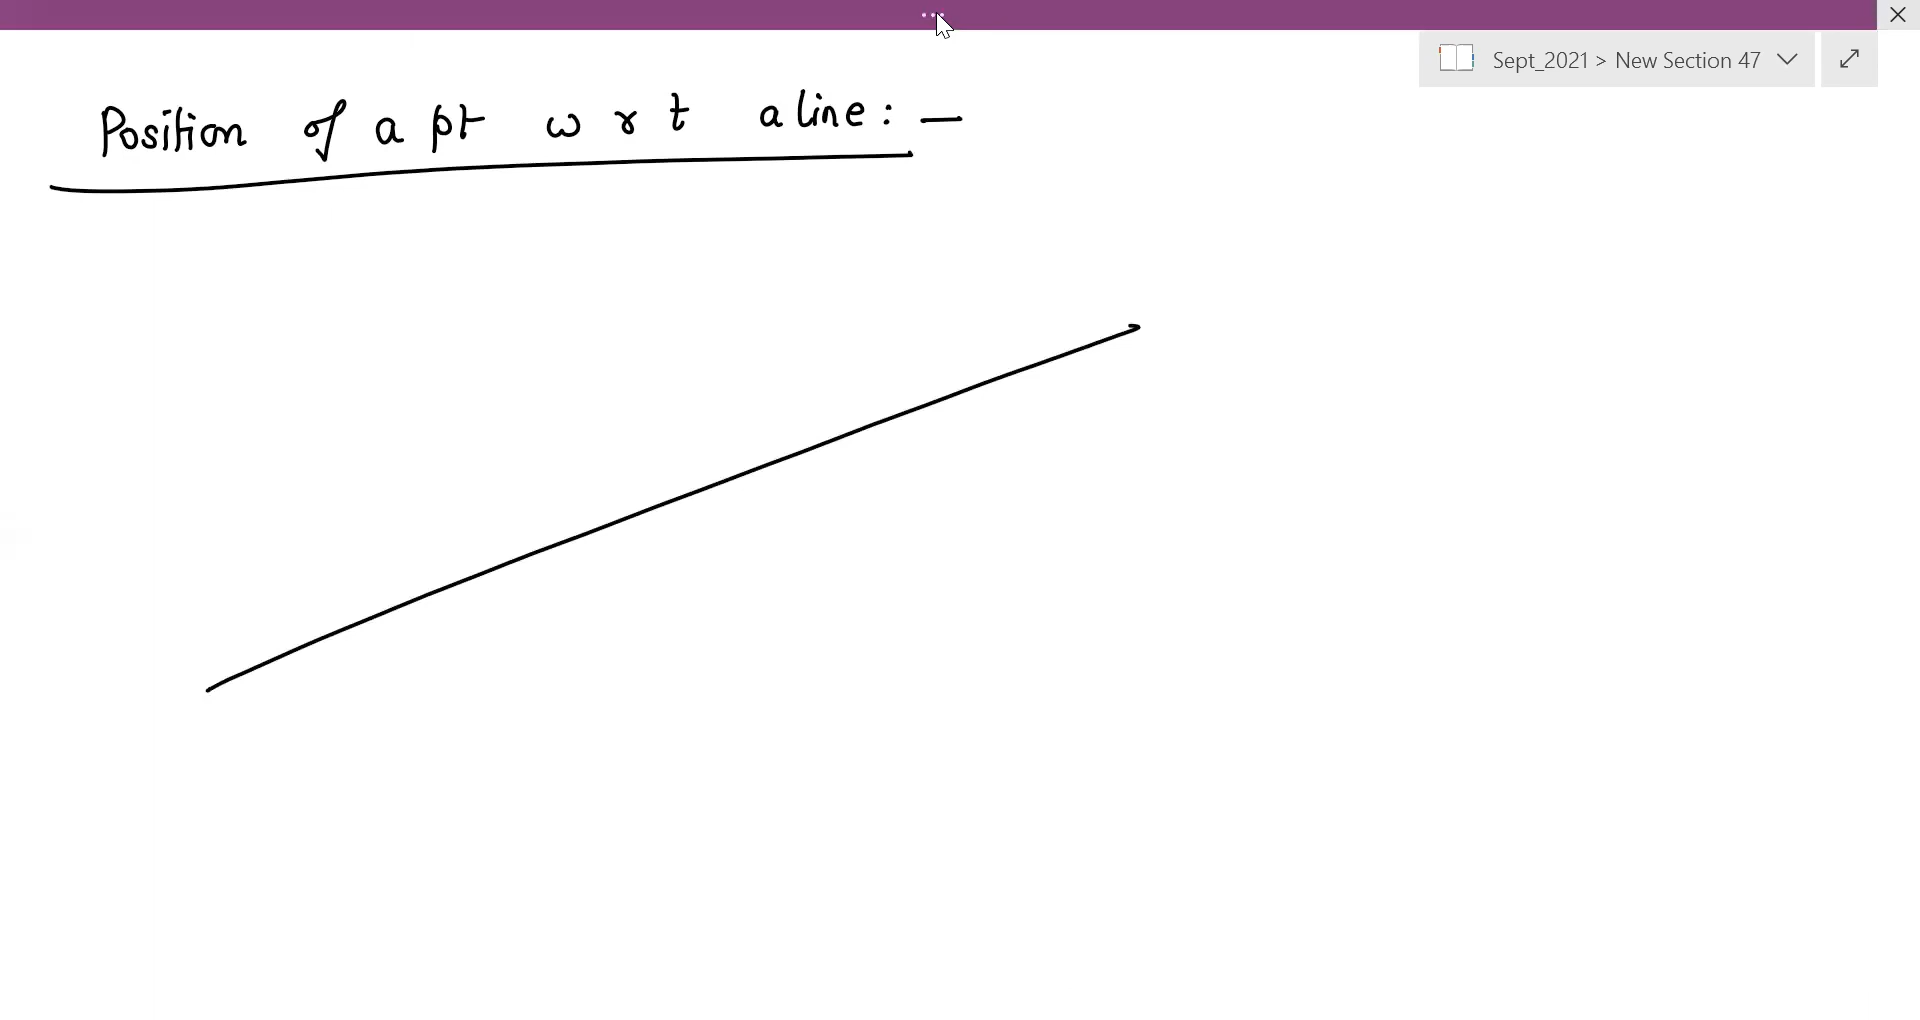 Sept_2021 > New Section 47
Position of a pt w r t a line : —